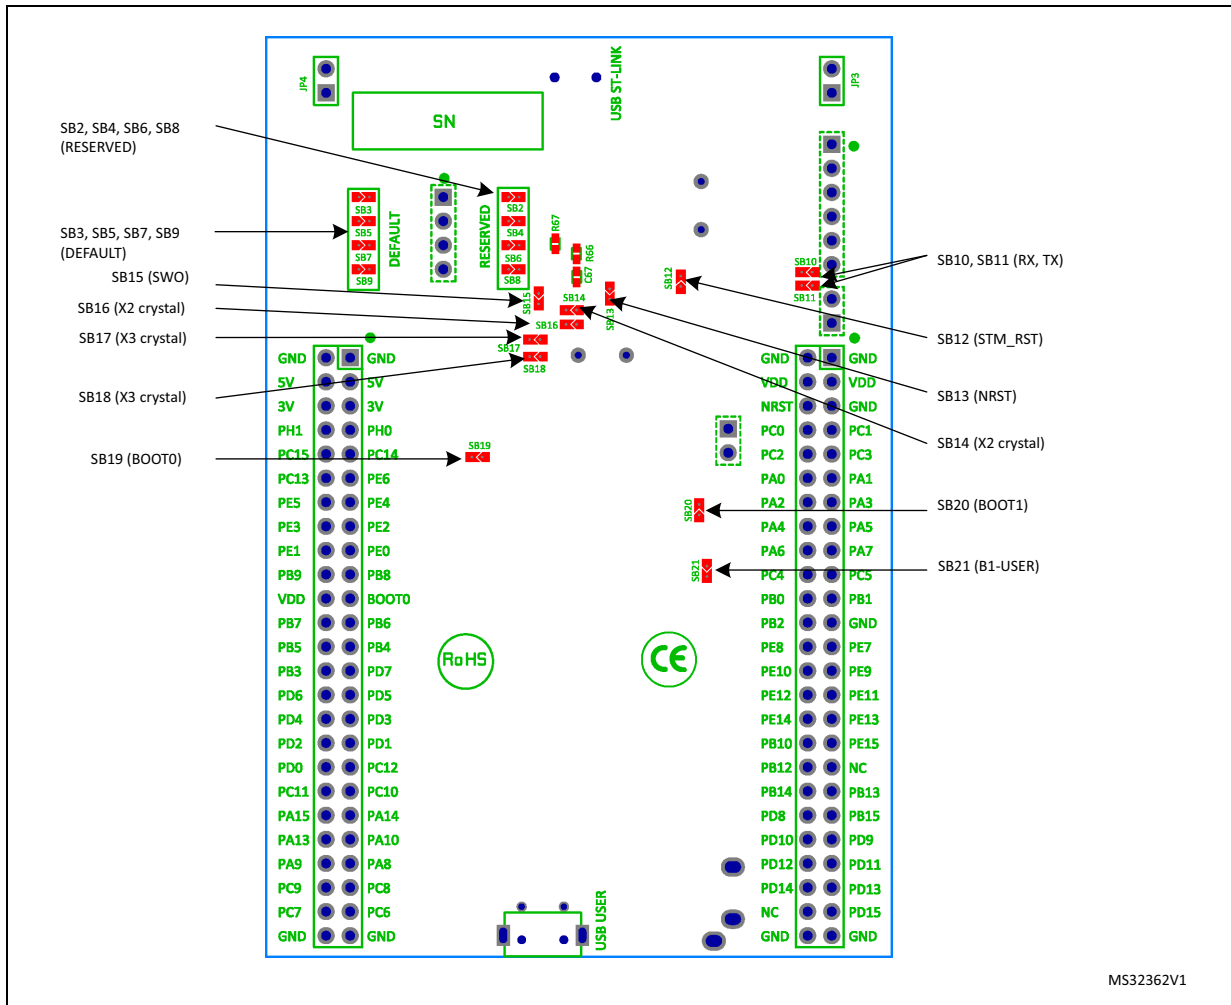 JP4
USB ST-LINK
JP3
SN
SB2, SB4, SB6, SB8
(RESERVED)
SB3, SB5, SB7, SB9
(DEFAULT)
SB15 (SWO)
SB16 (X2 crystal)
SB17 (X3 crystal)
SB18 (X3 crystal)
SB19 (BOOT0)
SB3
SB5
SB7
SB9
DEFAULT
RESERVED
SB2
SB4
SB6
SB8
R67
R66
C67
SB15
SB14
SB16
SB13
SB17
SB18
SB12
SB10
SB11
SB19
SB20
SB21
SB10, SB11 (RX, TX)
SB12 (STM_RST)
SB13 (NRST)
SB14 (X2 crystal)
SB20 (BOOT1)
SB21 (B1-USER)
GND GND GND GND
5V 5V VDD VDD
3V 3V NRST GND
PH1 PH0 PC0 PC1
PC15 PC14 PC2 PC3
PC13 PE6 PA0 PA1
PE5 PE4 PA2 PA3
PE3 PE2 PA4 PA5
PE1 PE0 PA6 PA7
PB9 PB8 PC4 PC5
VDD BOOT0 PB0 PB1
PB7 PB6 PB2 GND
PB5 PB4 PE8 PE7
PB3 PD7 PE10 PE9
PD6 PD5 PE12 PE11
PD4 PD3 PE14 PE13
PD2 PD1 PB10 PE15
PD0 PC12 PB12 NC
PC11 PC10 PB14 PB13
PA15 PA14 PD8 PB15
PA13 PA10 PD10 PD9
PA9 PA8 PD12 PD11
PC9 PC8 PD14 PD13
PC7 PC6 NC PD15
GND GND GND GND
RoHS
CE
USB USER
MS32362V1